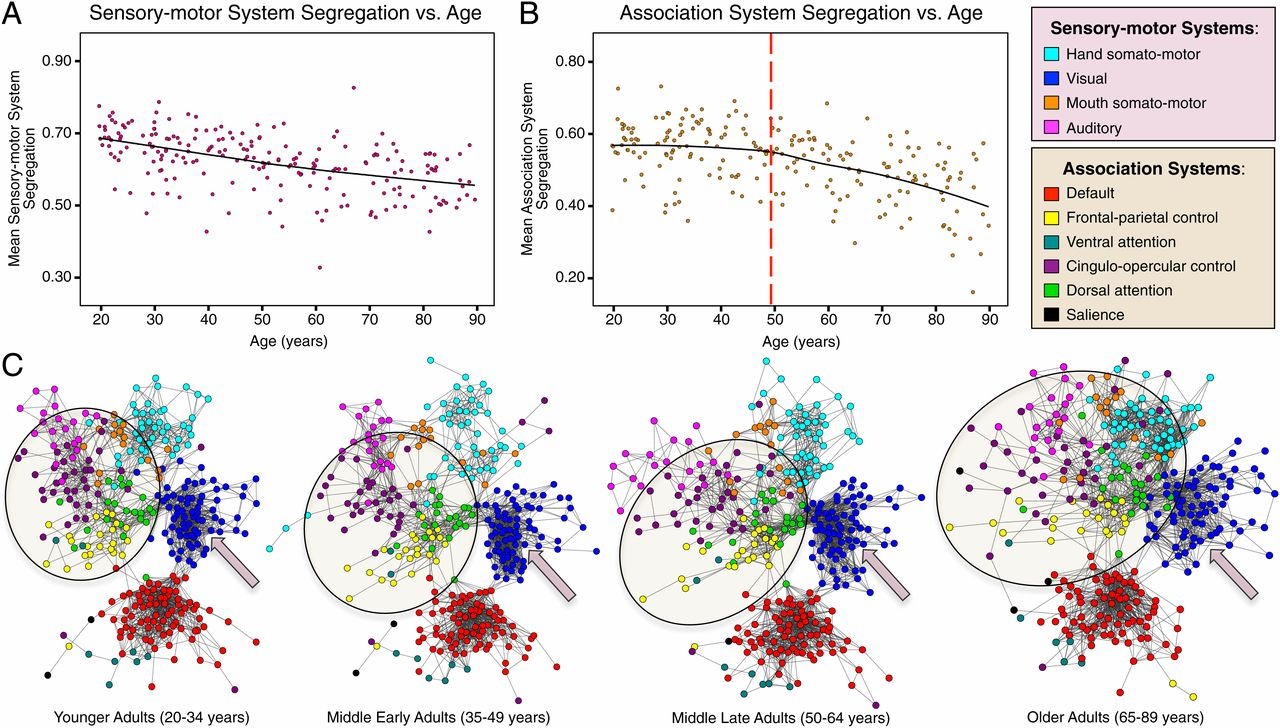 A
Sensory-motor System Segregation vs. Age
Mean Sensory-motor System
Segregation
0.90
0.70
0.50
0.30
20 30 40 50 60 70 80 90
Age (years)
B
Association System Segregation vs. Age
Mean Association System
Segregation
0.80
0.60
0.40
0.20
20 30 40 50 60 70 80 90
Age (years)
Sensory-motor Systems:
Hand somato-motor
Visual
Mouth somato-motor
Auditory
Association Systems:
Default
Frontal-parietal control
Ventral attention
Cingulo-opercular control
Dorsal attention
Salience
C
Younger Adults (20-34 years)
Middle Early Adults (35-49 years)
Middle Late Adults (50-64 years)
Older Adults (65-89 years)